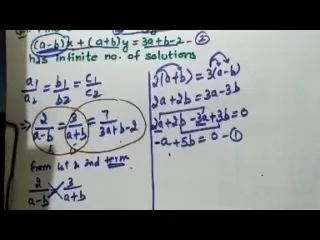 (a-b)x + (a+b)y = 3a+b-2 - ②
has infinite no. of solutions
a₁/a₂ = b₁/b₂ = c₁/c₂
2/(a-b) = 3/(a+b) = 7/(3a+b-2)
from 1st & 2nd term
2/(a-b) = 3/(a+b)
2(a+b) = 3(a-b)
2a+2b = 3a-3b
2a+2b-3a+3b=0
-a+5b=0 - ①